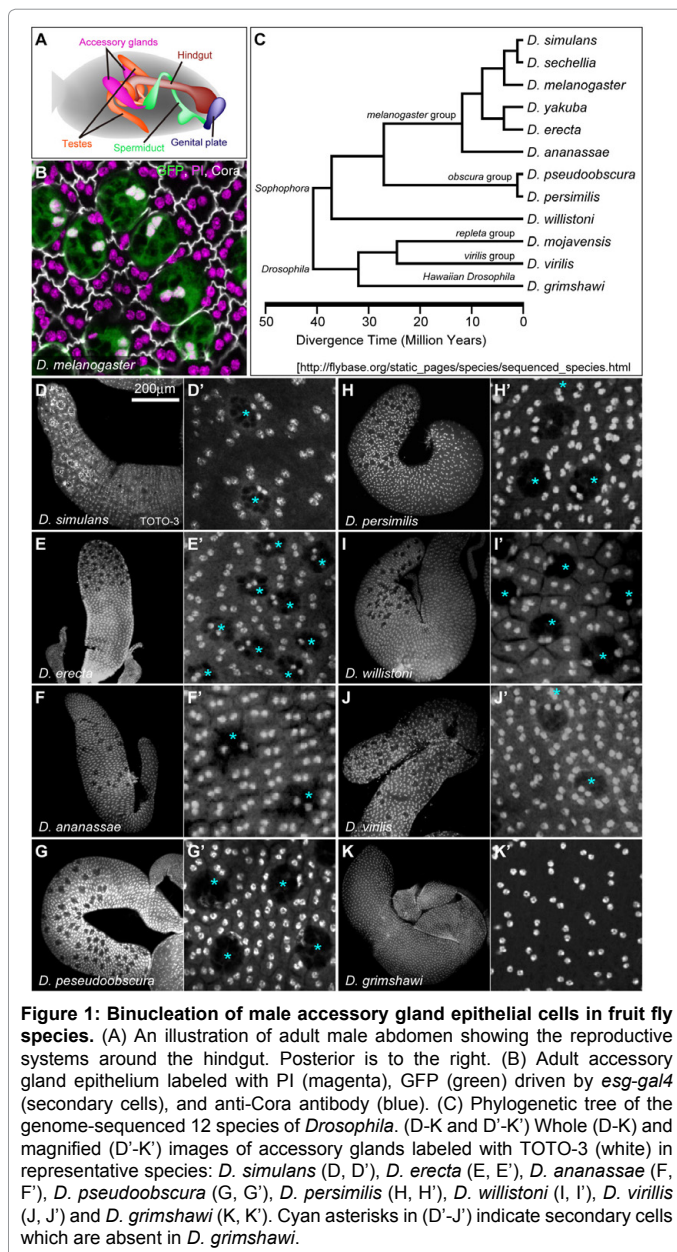 A
Accessory glands
Hindgut
Testes
Spermiduct
Genital plate
B
GFP, PI, Cora
D. melanogaster
C
D. simulans
D. sechellia
D. melanogaster
D. yakuba
D. erecta
D. ananassae
D. pseudoobscura
D. persimilis
D. willistoni
D. mojavensis
D. virilis
D. grimshawi
melanogaster group
obscura group
Sophophora
repleta group
virilis group
Drosophila
Hawaiian Drosophila
50 40 30 20 10 0
Divergence Time (Million Years)
[http://flybase.org/static_pages/species/sequenced_species.html
D
200μm
D. simulans
TOTO-3
D'
* *
H
D. persimilis
H'
* * *
E
D. erecta
E'
* * * * * * * *
I
D. willistoni
I'
* * * * *
F
D. ananassae
F'
* *
J
D. virilis
J'
* *
G
D. peseudoobscura
G'
* * * *
K
D. grimshawi
K'
Figure 1: Binucleation of male accessory gland epithelial cells in fruit fly
species. (A) An illustration of adult male abdomen showing the reproductive
systems around the hindgut. Posterior is to the right. (B) Adult accessory
gland epithelium labeled with PI (magenta), GFP (green) driven by esg-gal4
(secondary cells), and anti-Cora antibody (blue). (C) Phylogenetic tree of the
genome-sequenced 12 species of Drosophila. (D-K and D'-K') Whole (D-K) and
magnified (D'-K') images of accessory glands labeled with TOTO-3 (white) in
representative species: D. simulans (D, D'), D. erecta (E, E'), D. ananassae (F,
F'), D. pseudoobscura (G, G'), D. persimilis (H, H'), D. willistoni (I, I'), D. virillis
(J, J') and D. grimshawi (K, K'). Cyan asterisks in (D'-J') indicate secondary cells
which are absent in D. grimshawi.